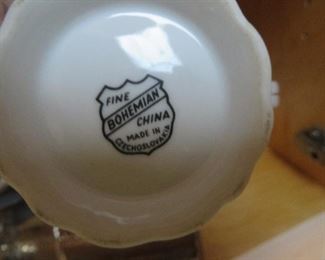 FINE
BOHEMIAN
CHINA
MADE IN
CZECHOSLOVAKIA